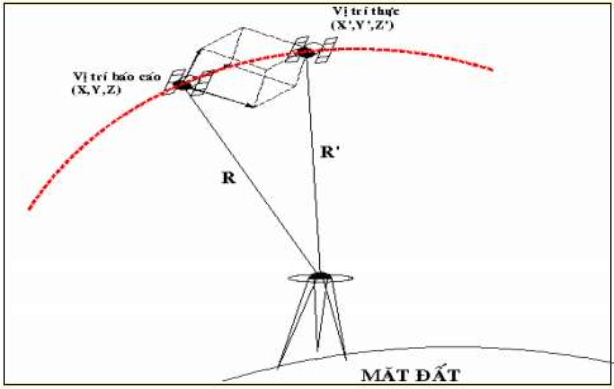 Vị trí thực
(X',Y',Z')
Vị trí báo cáo
(X,Y,Z)
R'
R
MẶT ĐẤT